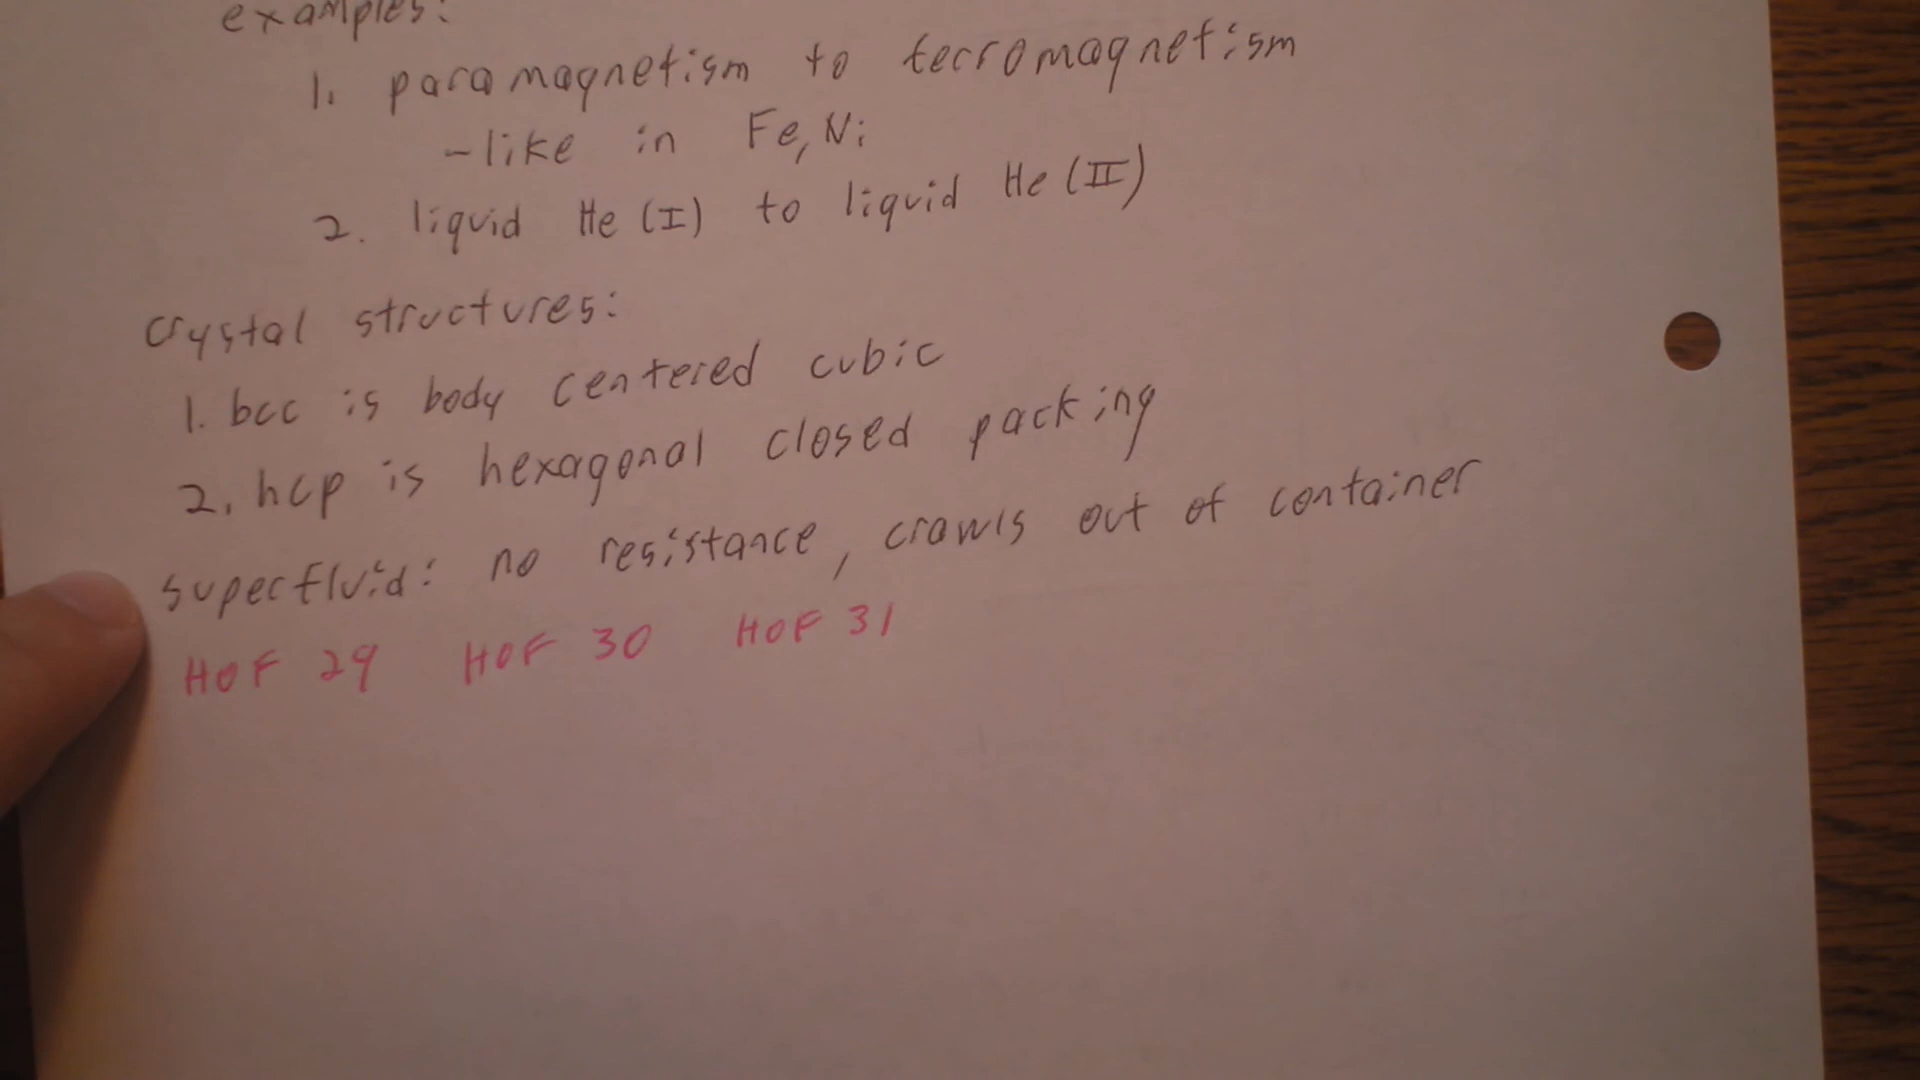 examples:
1. paramagnetism to ferromagnetism
-like in Fe, Ni
2. liquid He (I) to liquid He (II)
crystal structures:
1. bcc is body centered cubic
2. hcp is hexagonal closed packing
superfluid: no resistance, crawls out of container
HOF 29 HOF 30 HOF 31